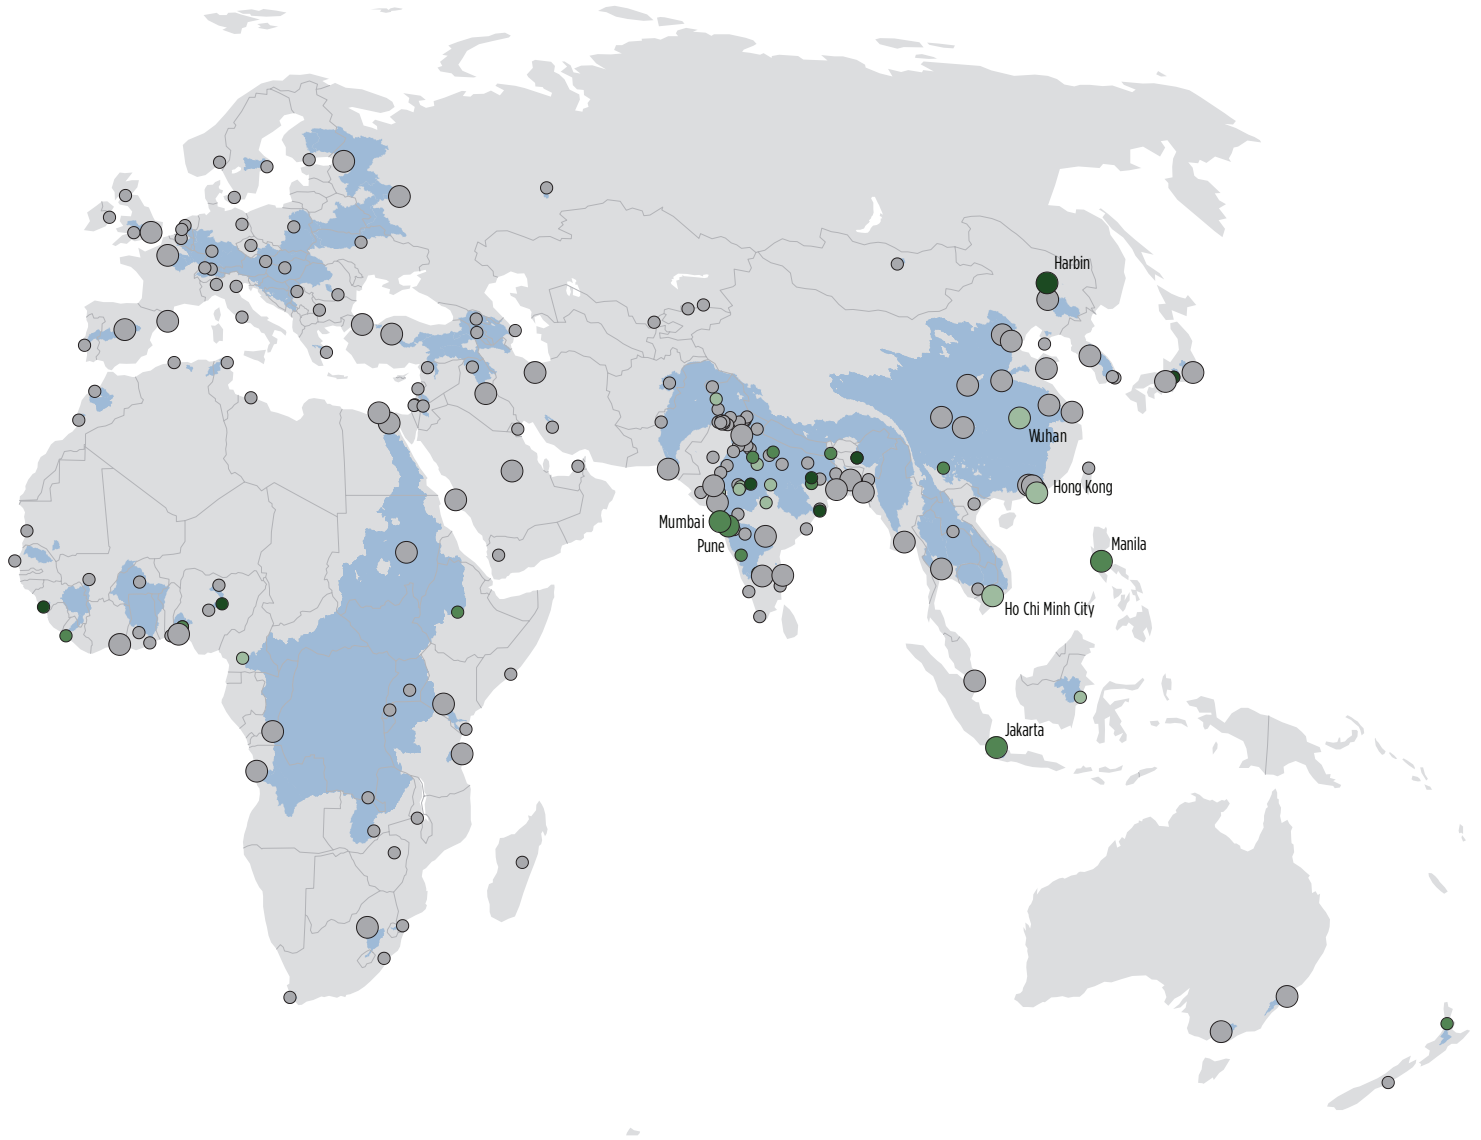 Harbin
Wuhan
Hong Kong
Mumbai
Pune
Manila
Ho Chi Minh City
Jakarta